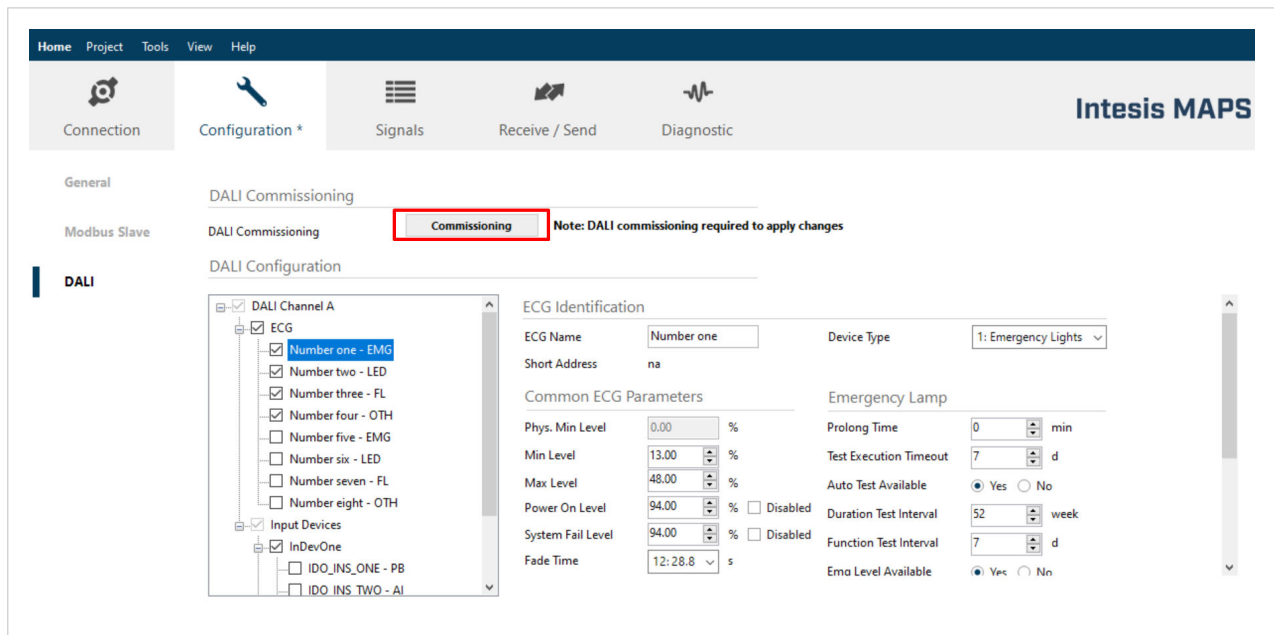 Home Project Tools View Help
Connection
Configuration *
Signals
Receive / Send
Diagnostic
Intesis MAPS
General
Modbus Slave
DALI
DALI Commissioning
DALI Commissioning Commissioning Note: DALI commissioning required to apply changes
DALI Configuration
DALI Channel A
ECG
Number one - EMG
Number two - LED
Number three - FL
Number four - OTH
Number five - EMG
Number six - LED
Number seven - FL
Number eight - OTH
Input Devices
InDevOne
IDO_INS_ONE - PB
IDO_INS_TWO - AI
ECG Identification
ECG Name Number one Device Type 1: Emergency Lights
Short Address na
Common ECG Parameters
Phys. Min Level 0.00 %
Min Level 13.00 %
Max Level 48.00 %
Power On Level 94.00 % Disabled
System Fail Level 94.00 % Disabled
Fade Time 12: 28.8 s
Emergency Lamp
Prolong Time 0 min
Test Execution Timeout 7 d
Auto Test Available Yes No
Duration Test Interval 52 week
Function Test Interval 7 d
Emg Level Available Yes No